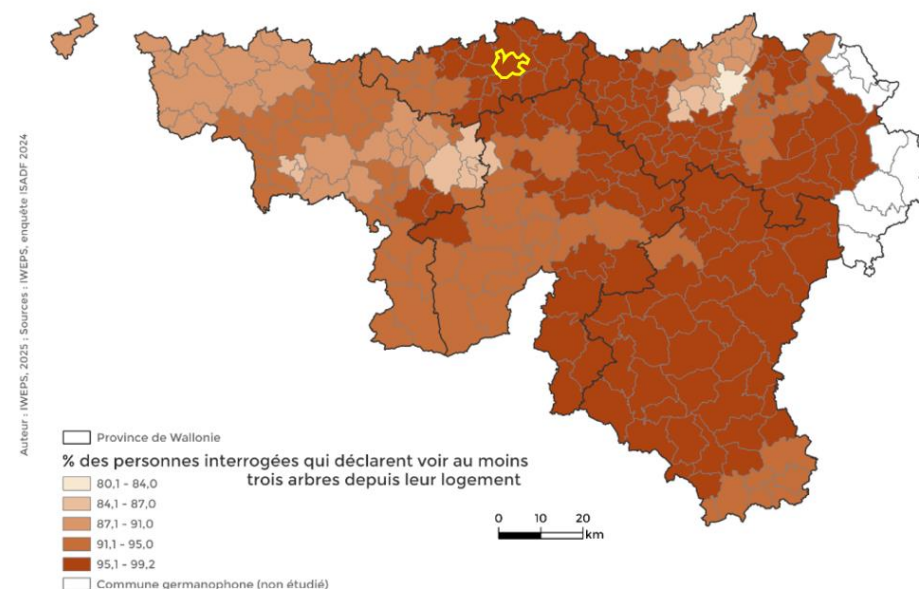 Auteur : IWEPS, 2025 ; Sources : IWEPS, enquête ISADF 2024
Province de Wallonie
% des personnes interrogées qui déclarent voir au moins
trois arbres depuis leur logement
80,1 - 84,0
84,1 - 87,0
87,1 - 91,0
91,1 - 95,0
95,1 - 99,2
Commune germanophone (non étudié)
0 10 20
km